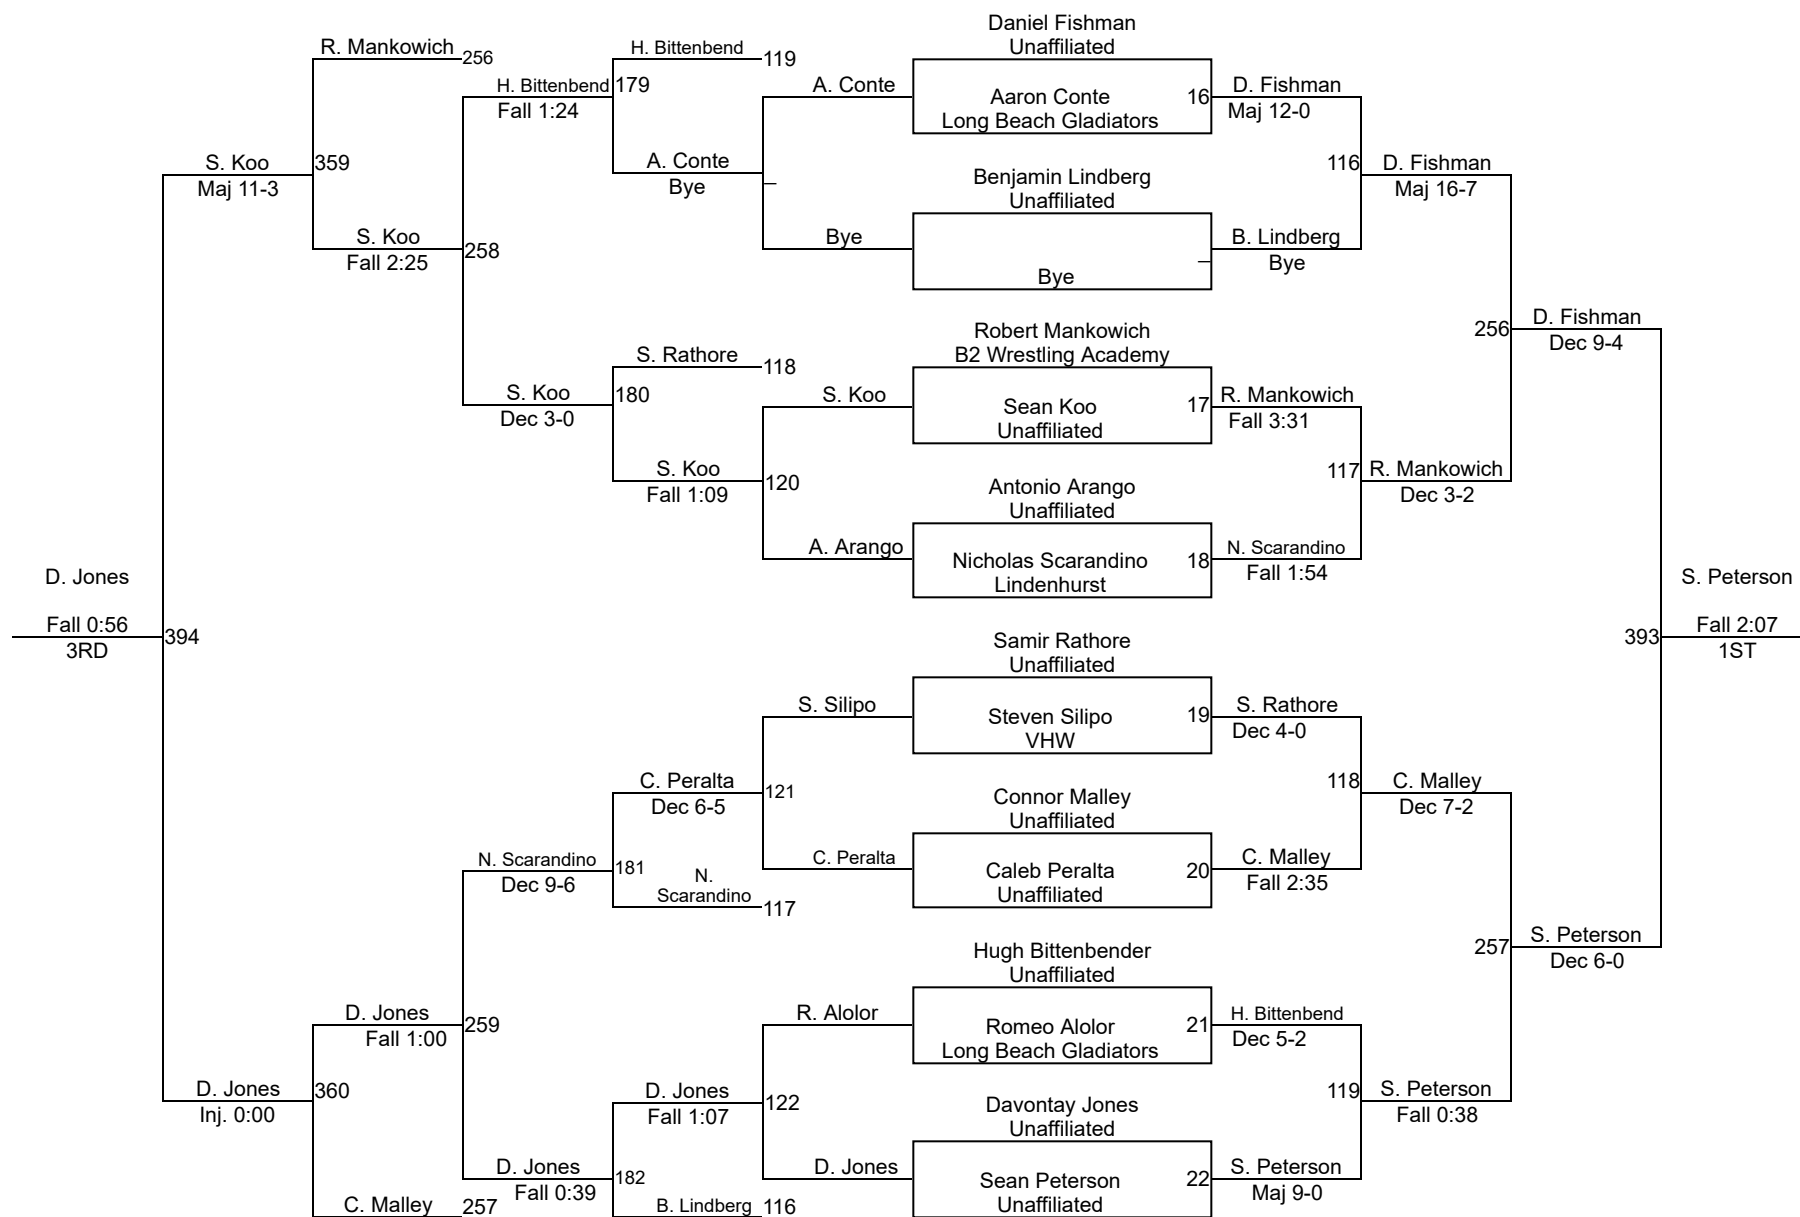 Daniel Fishman
Unaffiliated
R. Mankowich
256
H. Bittenbend
119
H. Bittenbend
179
Fall 1:24
A. Conte
Aaron Conte
16
Long Beach Gladiators
D. Fishman
Maj 12-0
S. Koo
359
Maj 11-3
A. Conte
Bye
–
Benjamin Lindberg
Unaffiliated
116
D. Fishman
Maj 16-7
S. Koo
258
Fall 2:25
Bye
Bye
–
B. Lindberg
Bye
Robert Mankowich
B2 Wrestling Academy
256
D. Fishman
Dec 9-4
S. Rathore
118
S. Koo
180
Dec 3-0
S. Koo
Sean Koo
17
Unaffiliated
R. Mankowich
Fall 3:31
S. Koo
120
Fall 1:09
Antonio Arango
Unaffiliated
117
R. Mankowich
Dec 3-2
A. Arango
Nicholas Scarandino
18
Lindenhurst
N. Scarandino
Fall 1:54
D. Jones
Fall 0:56
394
3RD
S. Peterson
393
Fall 2:07
1ST
Samir Rathore
Unaffiliated
S. Silipo
Steven Silipo
19
VHW
S. Rathore
Dec 4-0
C. Peralta
121
Dec 6-5
Connor Malley
Unaffiliated
118
C. Malley
Dec 7-2
N. Scarandino
181
Dec 9-6
N.
Scarandino
117
C. Peralta
Caleb Peralta
20
Unaffiliated
C. Malley
Fall 2:35
Hugh Bittenbender
Unaffiliated
257
S. Peterson
Dec 6-0
D. Jones
259
Fall 1:00
R. Alolor
Romeo Alolor
21
Long Beach Gladiators
H. Bittenbend
Dec 5-2
D. Jones
360
Inj. 0:00
D. Jones
122
Fall 1:07
Davontay Jones
Unaffiliated
119
S. Peterson
Fall 0:38
D. Jones
182
Fall 0:39
D. Jones
Sean Peterson
22
Unaffiliated
S. Peterson
Maj 9-0
C. Malley
257
B. Lindberg
116